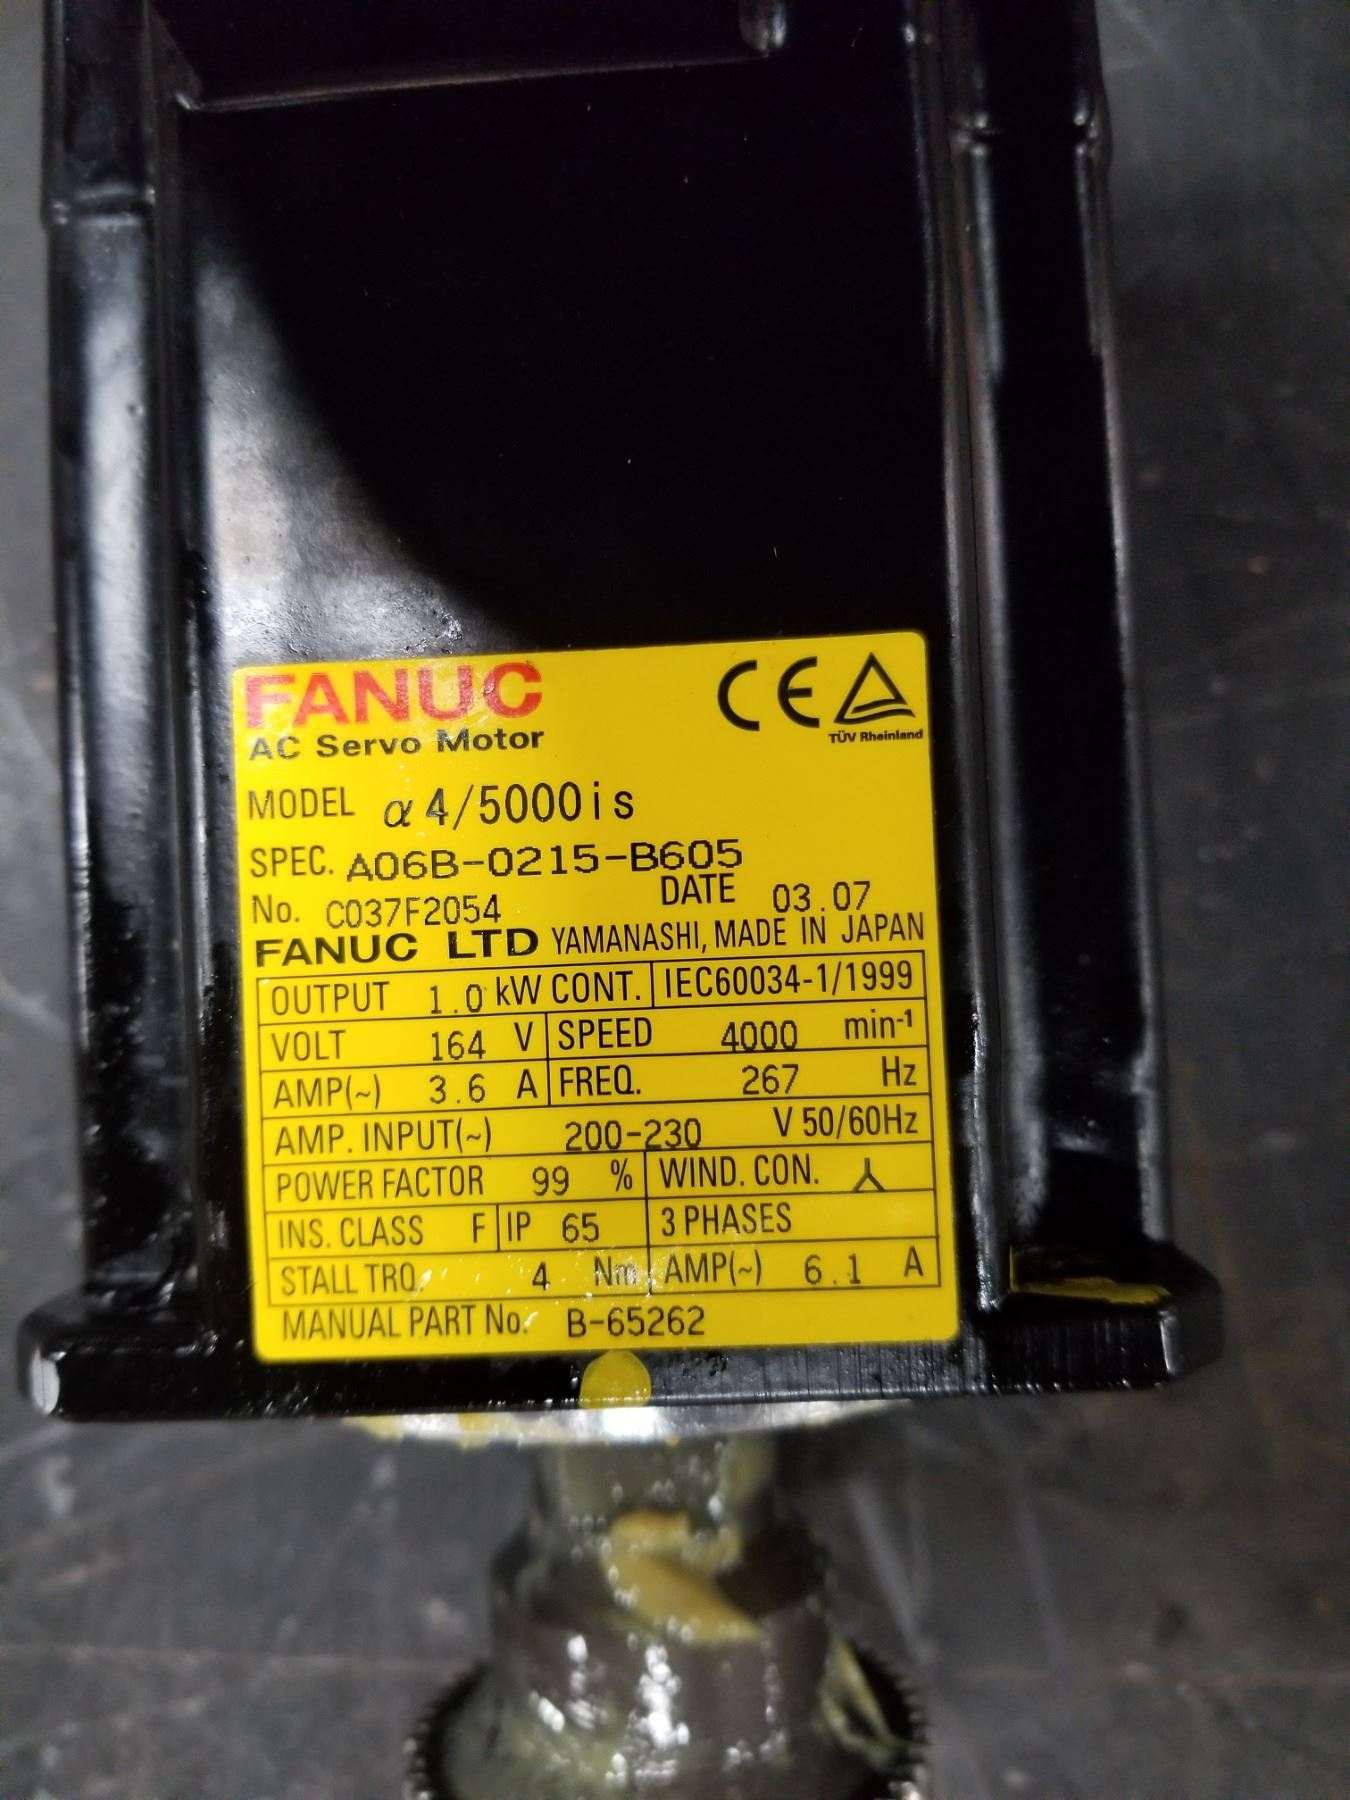 FANUC
CE
AC Servo Motor
TÜV Rheinland
MODEL α4/5000is
SPEC. A06B-0215-B605
No. C037F2054 DATE 03.07
FANUC LTD YAMANASHI, MADE IN JAPAN
OUTPUT 1.0 kW CONT. IEC60034-1/1999
VOLT 164 V SPEED 4000 min-¹
AMP(~) 3.6 A FREQ. 267 Hz
AMP. INPUT(~) 200-230 V 50/60Hz
POWER FACTOR 99 % WIND. CON.
INS. CLASS F IP 65 3 PHASES
STALL TRQ. 4 Nm AMP(~) 6.1 A
MANUAL PART No. B-65262